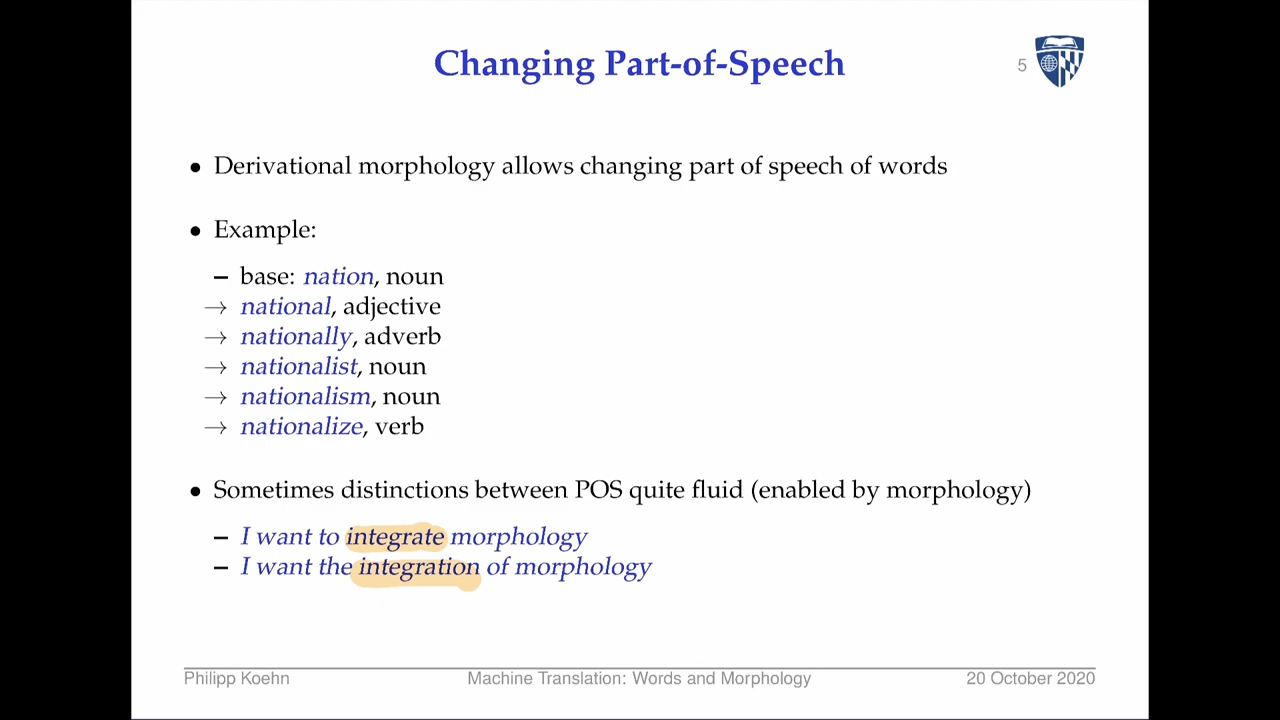 Changing Part-of-Speech
5
• Derivational morphology allows changing part of speech of words
• Example:
– base: nation, noun
→ national, adjective
→ nationally, adverb
→ nationalist, noun
→ nationalism, noun
→ nationalize, verb
• Sometimes distinctions between POS quite fluid (enabled by morphology)
– I want to integrate morphology
– I want the integration of morphology
Philipp Koehn Machine Translation: Words and Morphology 20 October 2020